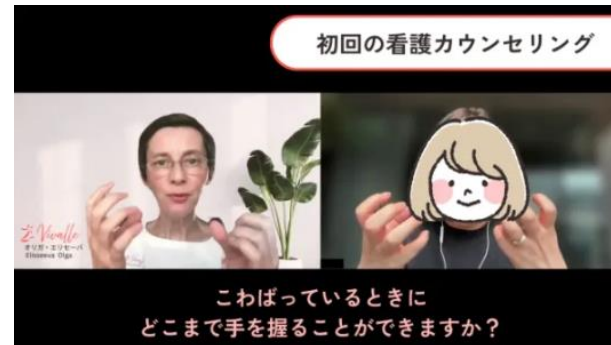 初回の看護カウンセリング
Vivalle
オリガ・エリセーバ
こわばっているときに
どこまで手を握ることができますか？